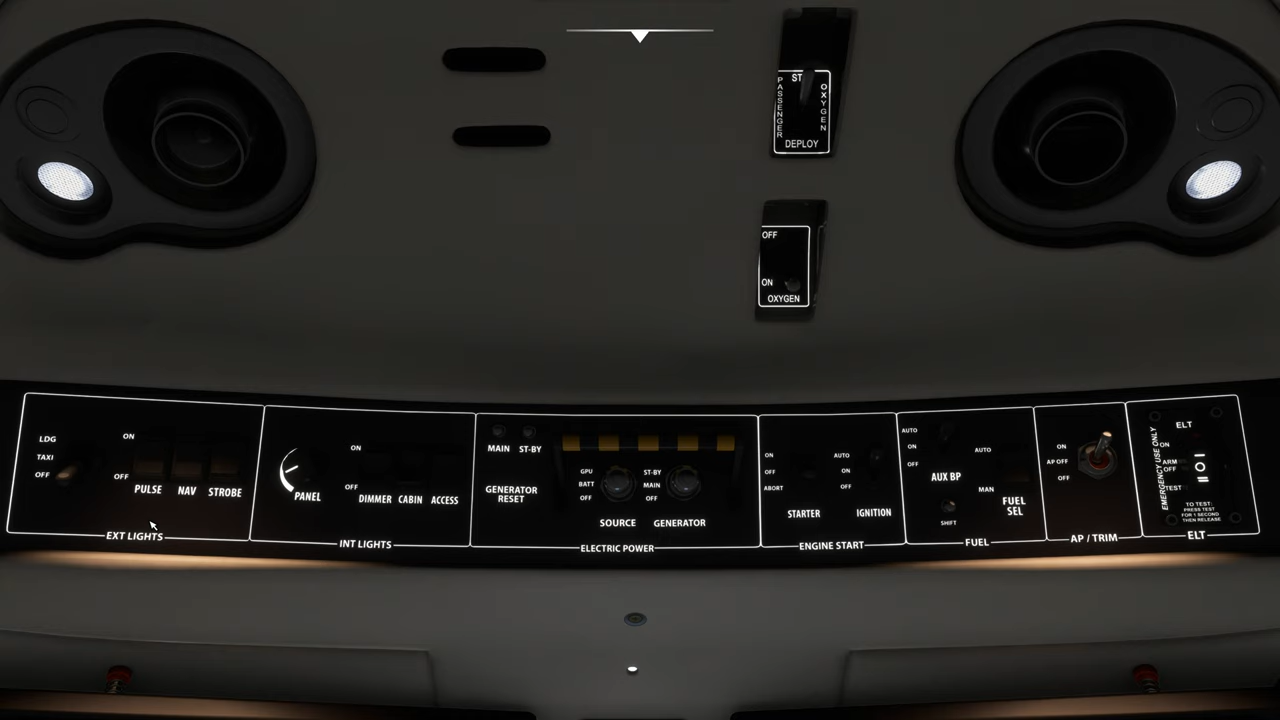 ST
PASSENGER
OXYGEN
DEPLOY
OFF
ON
OXYGEN
LDG
TAXI
OFF
ON
OFF
PULSE
NAV
STROBE
EXT LIGHTS
PANEL
ON
OFF
DIMMER
CABIN
ACCESS
INT LIGHTS
MAIN
ST-BY
GENERATOR
RESET
GPU
BATT
OFF
SOURCE
ST-BY
MAIN
OFF
GENERATOR
ELECTRIC POWER
ON
OFF
ABORT
STARTER
AUTO
ON
OFF
IGNITION
ENGINE START
AUTO
ON
OFF
AUX BP
SHIFT
AUTO
MAN
FUEL
SEL
FUEL
ON
AP OFF
OFF
AP / TRIM
EMERGENCY USE ONLY
ELT
ON
ARM
OFF
TEST
TO TEST:
PRESS TEST
FOR 1 SECOND
THEN RELEASE
ELT